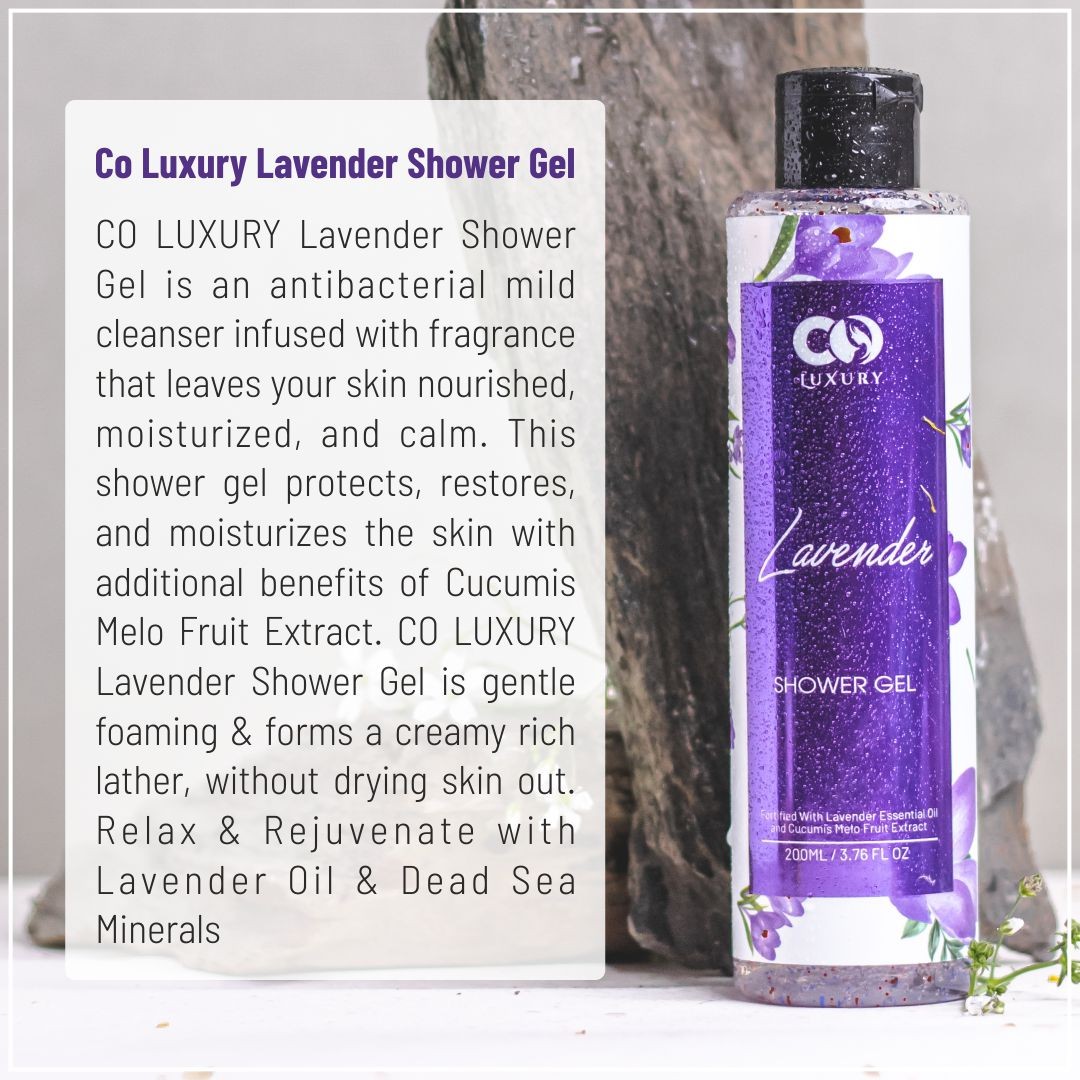 Co Luxury Lavender Shower Gel
CO LUXURY Lavender Shower
Gel is an antibacterial mild
cleanser infused with fragrance
that leaves your skin nourished,
moisturized, and calm. This
shower gel protects, restores,
and moisturizes the skin with
additional benefits of Cucumis
Melo Fruit Extract. CO LUXURY
Lavender Shower Gel is gentle
foaming & forms a creamy rich
lather, without drying skin out.
Relax & Rejuvenate with
Lavender Oil & Dead Sea
Minerals
CO
LUXURY
Lavender
SHOWER GEL
Fortified With Lavender Essential Oil
and Cucumis Melo Fruit Extract
200ML / 3.76 FL OZ